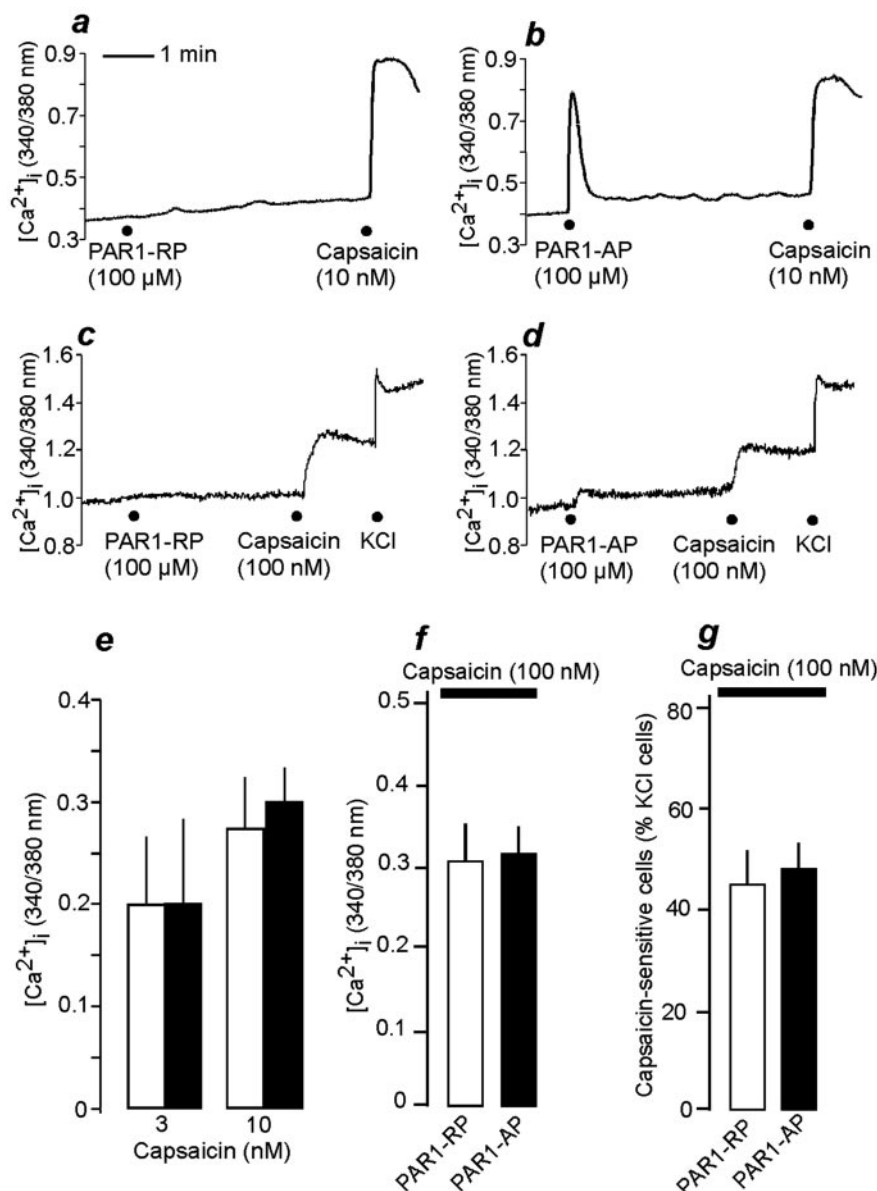 a
1 min
[Ca2+]i (340/380 nm)
0.9
0.7
0.5
0.3
PAR1-RP
(100 µM)
Capsaicin
(10 nM)
b
[Ca2+]i (340/380 nm)
0.9
0.7
0.5
0.3
PAR1-AP
(100 µM)
Capsaicin
(10 nM)
c
[Ca2+]i (340/380 nm)
1.6
1.4
1.2
1.0
0.8
PAR1-RP
(100 µM)
Capsaicin
(100 nM)
KCl
d
[Ca2+]i (340/380 nm)
1.6
1.4
1.2
1.0
0.8
PAR1-AP
(100 µM)
Capsaicin
(100 nM)
KCl
e
[Ca2+]i (340/380 nm)
0.4
0.3
0.2
0.1
0
3
10
Capsaicin (nM)
f
Capsaicin (100 nM)
[Ca2+]i (340/380 nm)
0.5
0.4
0.3
0.2
0.1
0
PAR1-RP
PAR1-AP
g
Capsaicin (100 nM)
Capsaicin-sensitive cells (% KCl cells)
80
60
40
20
0
PAR1-RP
PAR1-AP